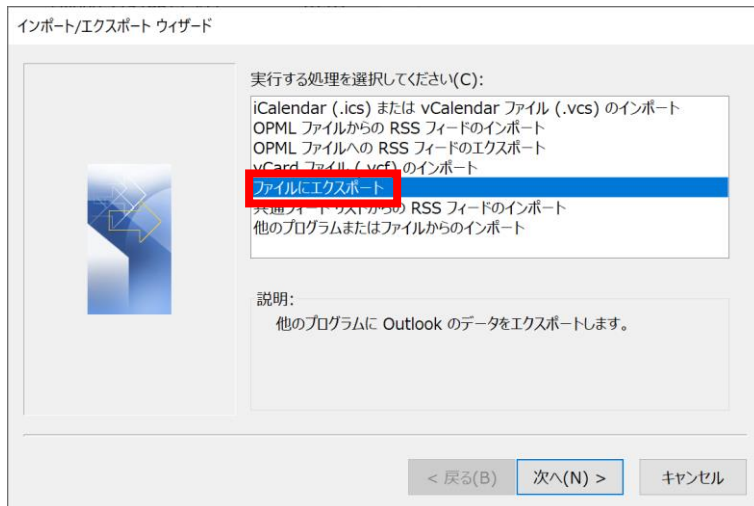 インポート/エクスポート ウィザード
実行する処理を選択してください(C):
iCalendar (.ics) または vCalendar ファイル (.vcs) のインポート
OPML ファイルからの RSS フィードのインポート
OPML ファイルへの RSS フィードのエクスポート
vCard ファイル (.vcf) のインポート
ファイルにエクスポート
共通フィード リストからの RSS フィードのインポート
他のプログラムまたはファイルからのインポート
説明:
他のプログラムに Outlook のデータをエクスポートします。
< 戻る(B) 次へ(N) > キャンセル